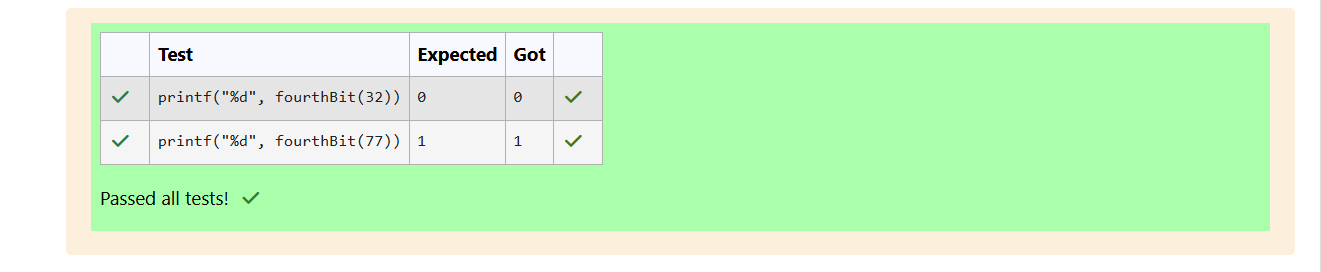 Test Expected Got
printf("%d", fourthBit(32)) 0 0
printf("%d", fourthBit(77)) 1 1
Passed all tests!